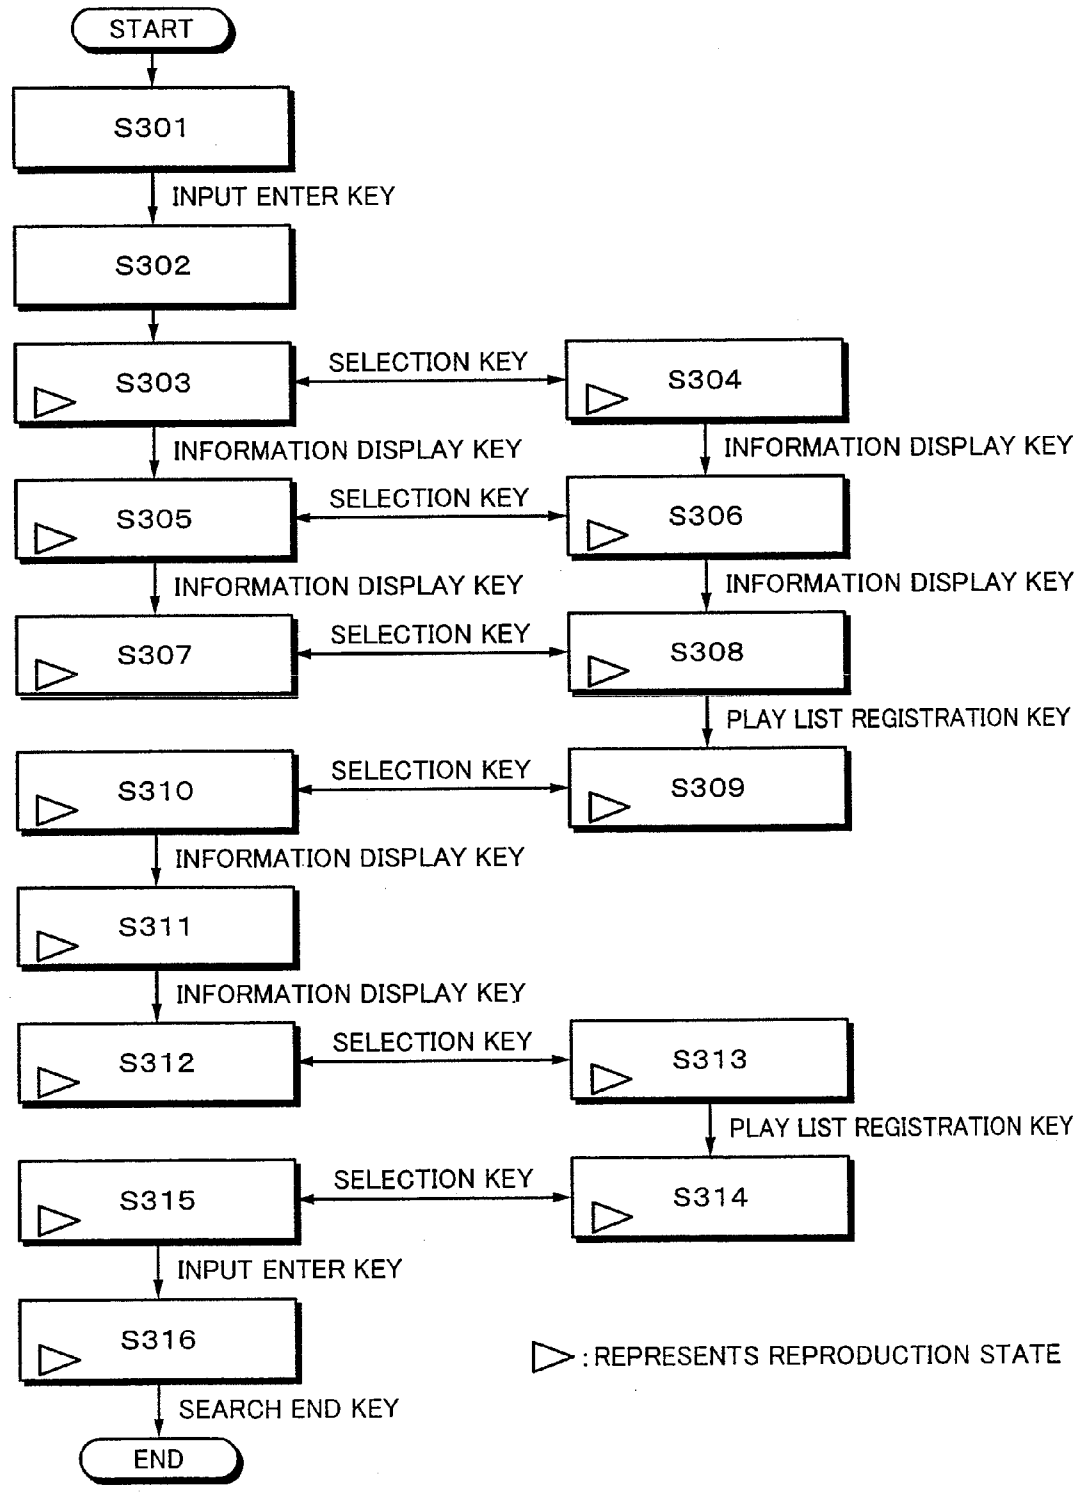 START
S301
INPUT ENTER KEY
S302
S303
SELECTION KEY
S304
INFORMATION DISPLAY KEY
INFORMATION DISPLAY KEY
S305
SELECTION KEY
S306
INFORMATION DISPLAY KEY
INFORMATION DISPLAY KEY
S307
SELECTION KEY
S308
PLAY LIST REGISTRATION KEY
S310
SELECTION KEY
S309
INFORMATION DISPLAY KEY
S311
INFORMATION DISPLAY KEY
S312
SELECTION KEY
S313
PLAY LIST REGISTRATION KEY
S315
SELECTION KEY
S314
INPUT ENTER KEY
S316
: REPRESENTS REPRODUCTION STATE
SEARCH END KEY
END